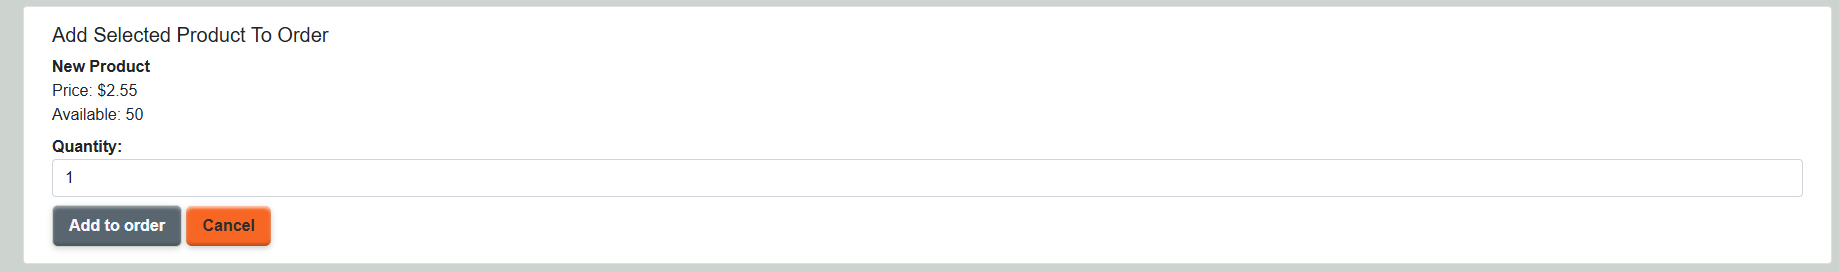 Add Selected Product To Order
New Product
Price: $2.55
Available: 50
Quantity:
1
Add to order Cancel